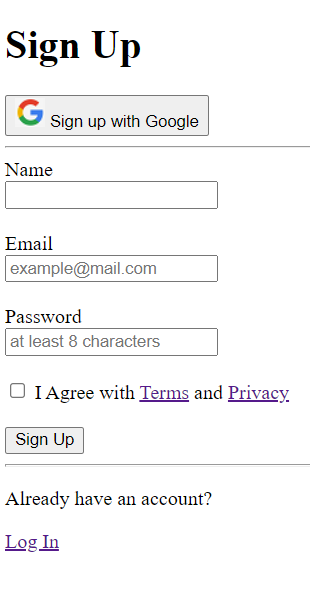 Sign Up
Sign up with Google
Name
Email
example@mail.com
Password
at least 8 characters
I Agree with Terms and Privacy
Sign Up
Already have an account?
Log In